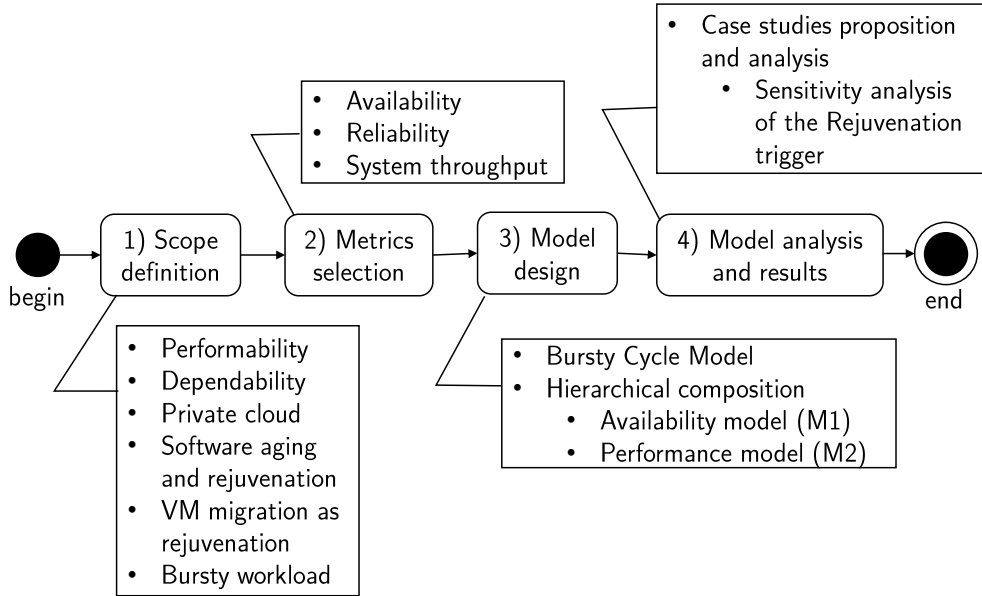 • Case studies proposition
and analysis
• Sensitivity analysis
of the Rejuvenation
trigger
• Availability
• Reliability
• System throughput
begin
1) Scope
definition
2) Metrics
selection
3) Model
design
4) Model analysis
and results
end
• Performability
• Dependability
• Private cloud
• Software aging
and rejuvenation
• VM migration as
rejuvenation
• Bursty workload
• Bursty Cycle Model
• Hierarchical composition
• Availability model (M1)
• Performance model (M2)